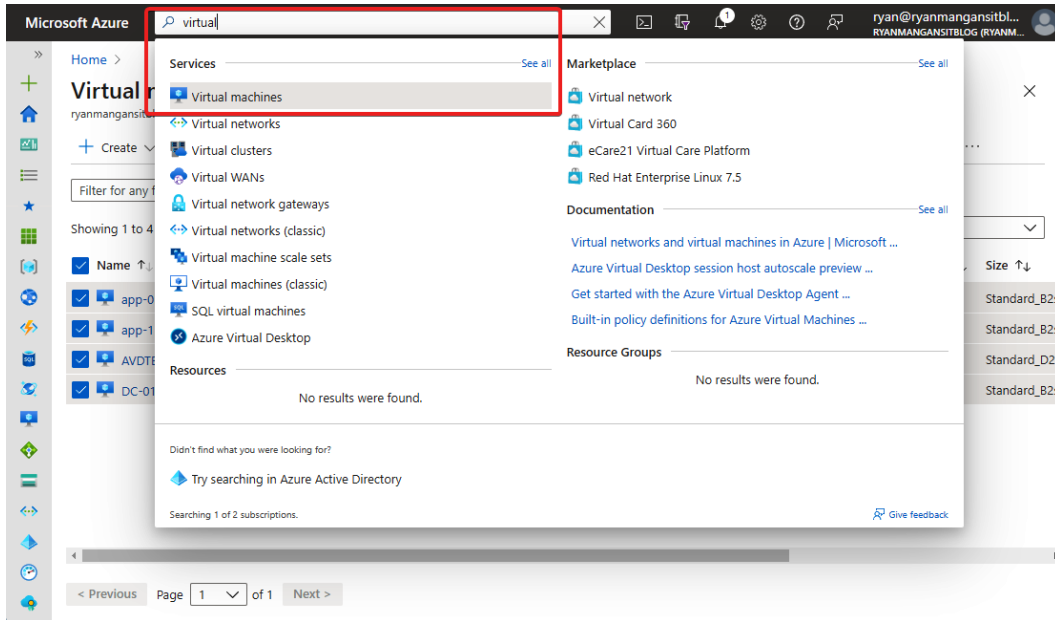 Microsoft Azure
virtual
1
ryan@ryanmangansitbl...
RYANMANGANSITBLOG (RYANM...
Home >
Virtual
ryanmangansitb
Create
Filter for any f
Showing 1 to 4
Name
Size
app-0
Standard_B2
app-1
Standard_B2
AVDTE
Standard_D2
DC-01
Standard_B2
Services
See all
Virtual machines
Virtual networks
Virtual clusters
Virtual WANs
Virtual network gateways
Virtual networks (classic)
Virtual machine scale sets
Virtual machines (classic)
SQL virtual machines
Azure Virtual Desktop
Resources
No results were found.
Marketplace
See all
Virtual network
Virtual Card 360
eCare21 Virtual Care Platform
Red Hat Enterprise Linux 7.5
Documentation
See all
Virtual networks and virtual machines in Azure | Microsoft ...
Azure Virtual Desktop session host autoscale preview ...
Get started with the Azure Virtual Desktop Agent ...
Built-in policy definitions for Azure Virtual Machines ...
Resource Groups
No results were found.
Didn't find what you were looking for?
Try searching in Azure Active Directory
Searching 1 of 2 subscriptions.
Give feedback
< Previous Page 1 of 1 Next >